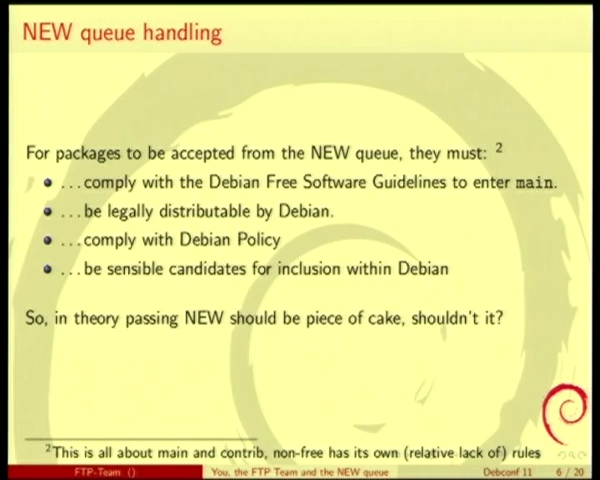 NEW queue handling
For packages to be accepted from the NEW queue, they must: 2
...comply with the Debian Free Software Guidelines to enter main.
...be legally distributable by Debian.
...comply with Debian Policy
...be sensible candidates for inclusion within Debian
So, in theory passing NEW should be piece of cake, shouldn't it?
2This is all about main and contrib, non-free has its own (relative lack of) rules
FTP-Team () You, the FTP Team and the NEW queue Debconf 11 6 / 20